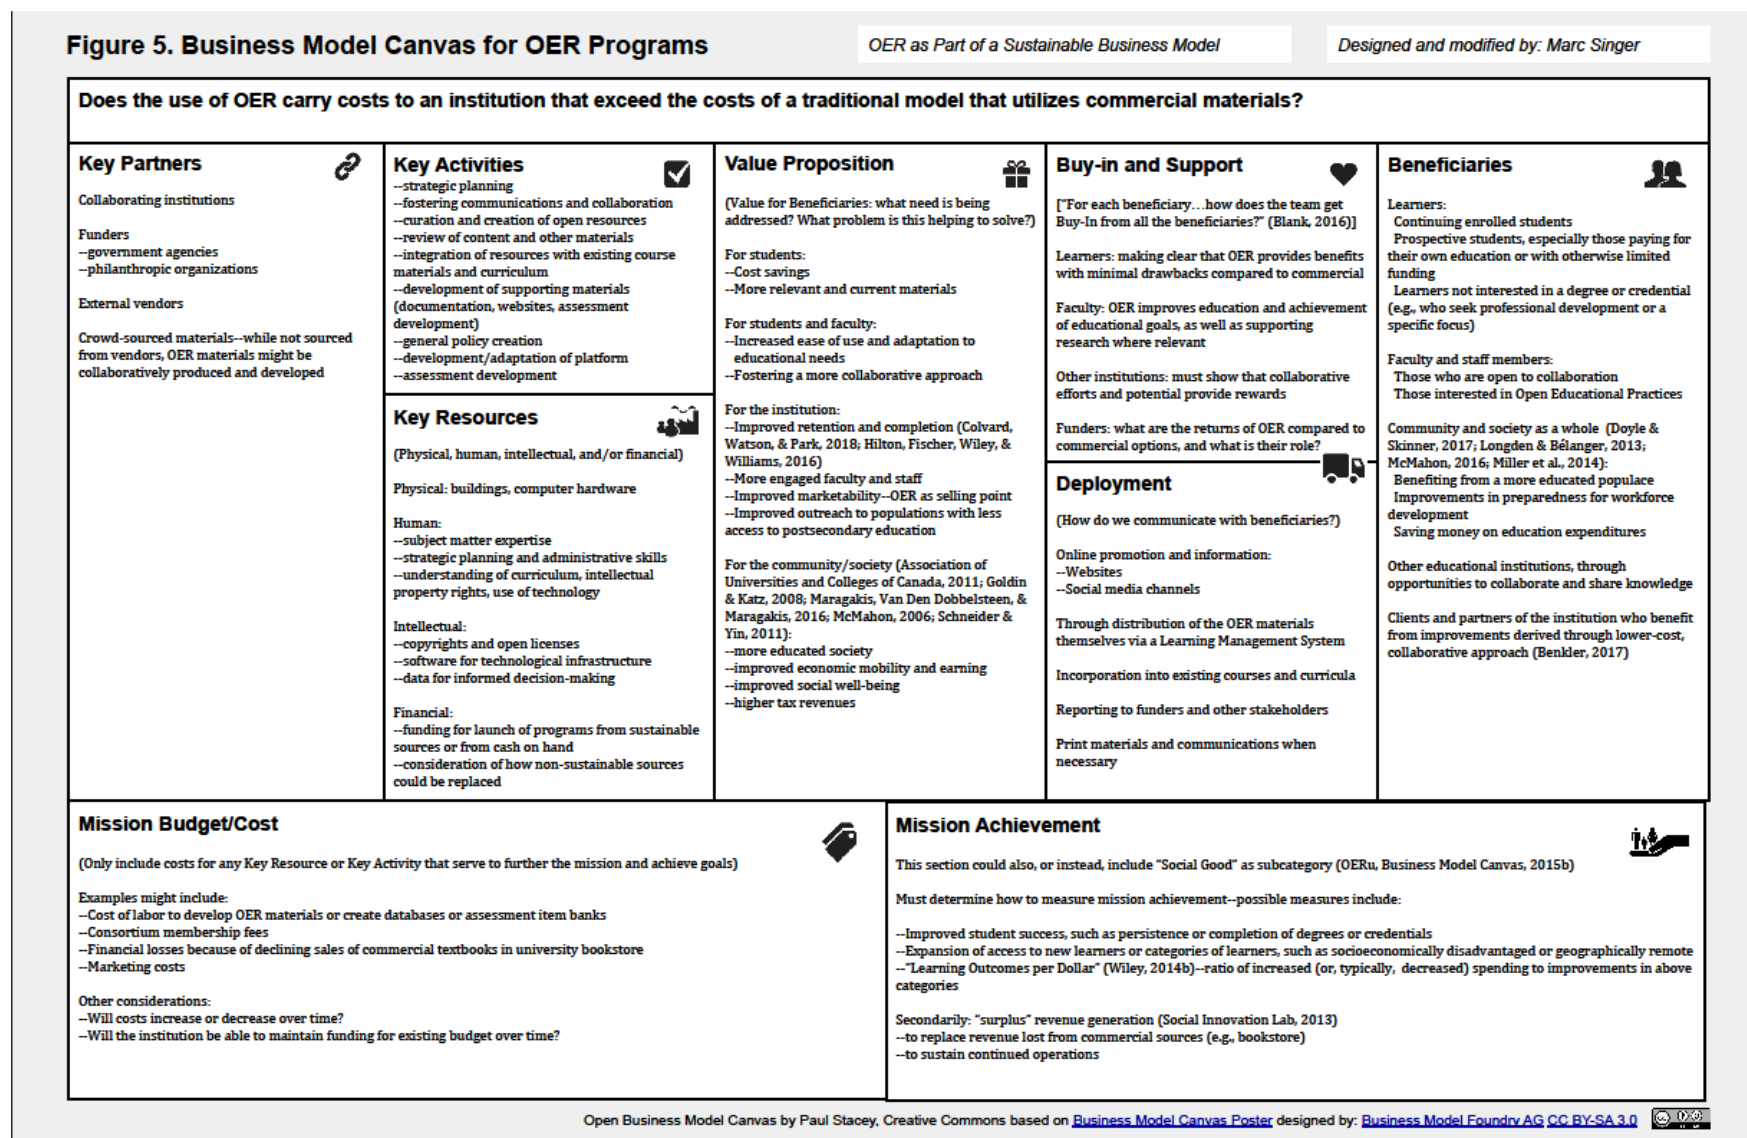 Figure 5. Business Model Canvas for OER Programs
OER as Part of a Sustainable Business Model
Designed and modified by: Marc Singer
Does the use of OER carry costs to an institution that exceed the costs of a traditional model that utilizes commercial materials?
Key Partners
Collaborating institutions
Funders
--government agencies
--philanthropic organizations
External vendors
Crowd-sourced materials--while not sourced
from vendors, OER materials might be
collaboratively produced and developed
Key Activities
--strategic planning
--fostering communications and collaboration
--curation and creation of open resources
--review of content and other materials
--integration of resources with existing course
materials and curriculum
--development of supporting materials
(documentation, websites, assessment
development)
--general policy creation
--development/adaptation of platform
--assessment development
Key Resources
(Physical, human, intellectual, and/or financial)
Physical: buildings, computer hardware
Human:
--subject matter expertise
--strategic planning and administrative skills
--understanding of curriculum, intellectual
property rights, use of technology
Intellectual:
--copyrights and open licenses
--software for technological infrastructure
--data for informed decision-making
Financial:
--funding for launch of programs from sustainable
sources or from cash on hand
--consideration of how non-sustainable sources
could be replaced
Value Proposition
(Value for Beneficiaries: what need is being
addressed? What problem is this helping to solve?)
For students:
--Cost savings
--More relevant and current materials
For students and faculty:
--Increased ease of use and adaptation to
educational needs
--Fostering a more collaborative approach
For the institution:
--Improved retention and completion (Colvard,
Watson, & Park, 2018; Hilton, Fischer, Wiley, &
Williams, 2016)
--More engaged faculty and staff
--Improved marketability--OER as selling point
--Improved outreach to populations with less
access to postsecondary education
For the community/society (Association of
Universities and Colleges of Canada, 2011; Goldin
& Katz, 2008; Maragakis, Van Den Dobbelsteen, &
Maragakis, 2016; McMahon, 2006; Schneider &
Yin, 2011):
--more educated society
--improved economic mobility and earning
--improved social well-being
--higher tax revenues
Buy-in and Support
["For each beneficiary…how does the team get
Buy-In from all the beneficiaries?" (Blank, 2016)]
Learners: making clear that OER provides benefits
with minimal drawbacks compared to commercial
Faculty: OER improves education and achievement
of educational goals, as well as supporting
research where relevant
Other institutions: must show that collaborative
efforts and potential provide rewards
Funders: what are the returns of OER compared to
commercial options, and what is their role?
Deployment
(How do we communicate with beneficiaries?)
Online promotion and information:
--Websites
--Social media channels
Through distribution of the OER materials
themselves via a Learning Management System
Incorporation into existing courses and curricula
Reporting to funders and other stakeholders
Print materials and communications when
necessary
Beneficiaries
Learners:
Continuing enrolled students
Prospective students, especially those paying for
their own education or with otherwise limited
funding
Learners not interested in a degree or credential
(e.g., who seek professional development or a
specific focus)
Faculty and staff members:
Those who are open to collaboration
Those interested in Open Educational Practices
Community and society as a whole (Doyle &
Skinner, 2017; Longden & Bélanger, 2013;
McMahon, 2016; Miller et al., 2014):
Benefiting from a more educated populace
Improvements in preparedness for workforce
development
Saving money on education expenditures
Other educational institutions, through
opportunities to collaborate and share knowledge
Clients and partners of the institution who benefit
from improvements derived through lower-cost,
collaborative approach (Benkler, 2017)
Mission Budget/Cost
(Only include costs for any Key Resource or Key Activity that serve to further the mission and achieve goals)
Examples might include:
--Cost of labor to develop OER materials or create databases or assessment item banks
--Consortium membership fees
--Financial losses because of declining sales of commercial textbooks in university bookstore
--Marketing costs
Other considerations:
--Will costs increase or decrease over time?
--Will the institution be able to maintain funding for existing budget over time?
Mission Achievement
This section could also, or instead, include "Social Good" as subcategory (OERu, Business Model Canvas, 2015b)
Must determine how to measure mission achievement--possible measures include:
--Improved student success, such as persistence or completion of degrees or credentials
--Expansion of access to new learners or categories of learners, such as socioeconomically disadvantaged or geographically remote
--"Learning Outcomes per Dollar" (Wiley, 2014b)--ratio of increased (or, typically, decreased) spending to improvements in above
categories
Secondarily: "surplus" revenue generation (Social Innovation Lab, 2013)
--to replace revenue lost from commercial sources (e.g., bookstore)
--to sustain continued operations
Open Business Model Canvas by Paul Stacey, Creative Commons based on Business Model Canvas Poster designed by: Business Model Foundry AG CC BY-SA 3.0